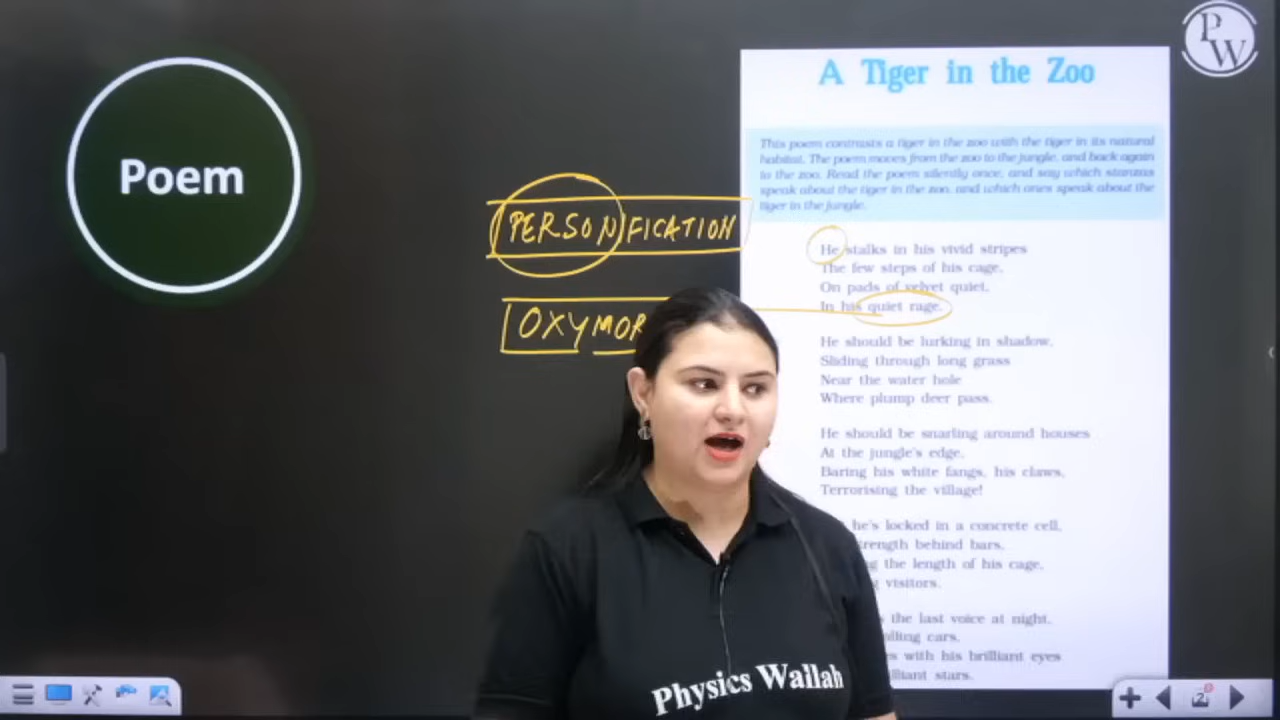 PW
A Tiger in the Zoo
Poem
This poem contrasts a tiger in the zoo with the tiger in its natural
habitat. The poem moves from the zoo to the jungle, and back again
to the zoo. Read the poem silently once, and say which stanzas
speak about the tiger in the zoo, and which ones speak about the
tiger in the jungle.
PERSONIFICATION
OXYMOR
He stalks in his vivid stripes
The few steps of his cage,
On pads of velvet quiet,
In his quiet rage.
He should be lurking in shadow,
Sliding through long grass
Near the water hole
Where plump deer pass.
He should be snarling around houses
At the jungle's edge,
Baring his white fangs, his claws,
Terrorising the village!
he's locked in a concrete cell,
behind bars,
the length of his cage,
visitors.
the last voice at night,
cars,
with his brilliant eyes
stars.
Physics Wallah
2